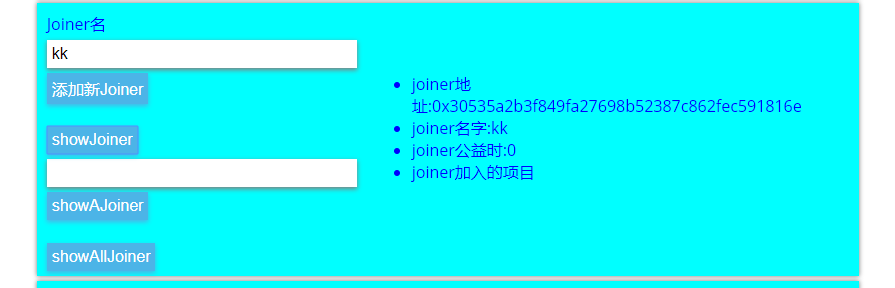 Joiner名
kk
添加新Joiner
showJoiner
showAJoiner
showAllJoiner
joiner地
址:0x30535a2b3f849fa27698b52387c862fec591816e
joiner名字:kk
joiner公益时:0
joiner加入的项目